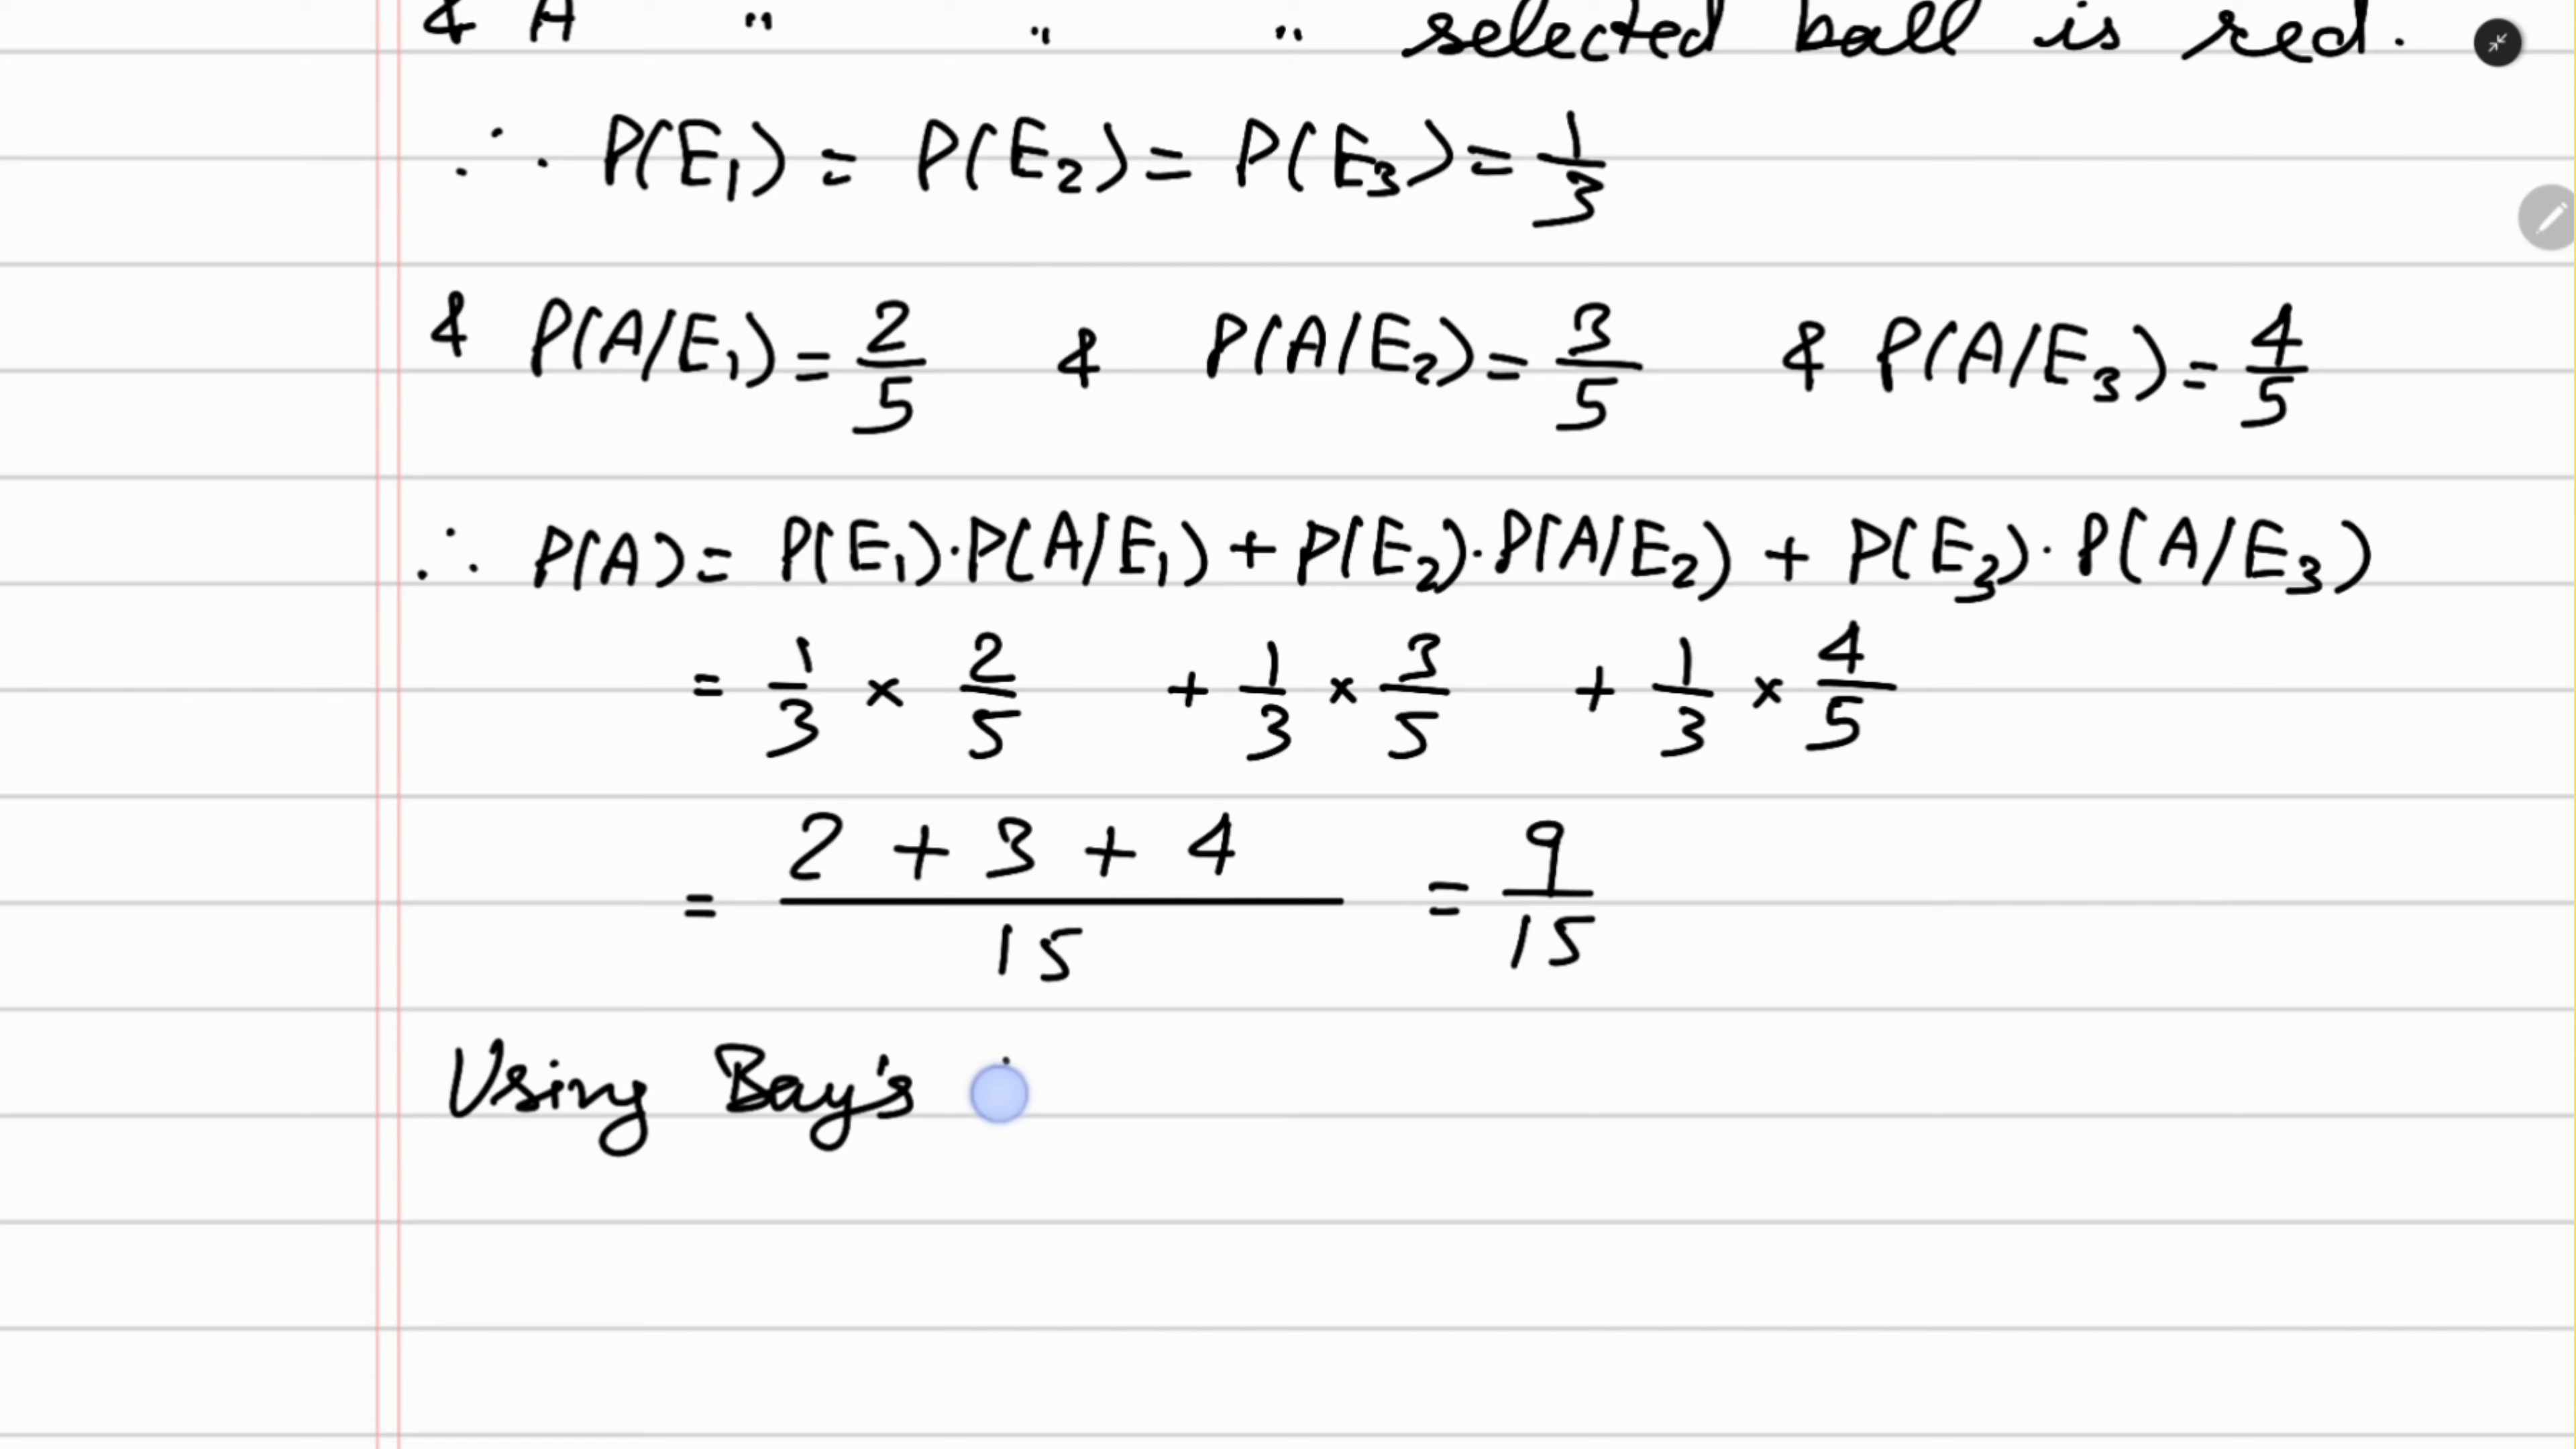 & A " " " selected ball is red.
∴ P(E₁) = P(E₂) = P(E₃) = 1/3
& P(A/E₁) = 2/5 & P(A/E₂) = 3/5 & P(A/E₃) = 4/5
∴ P(A) = P(E₁)·P(A/E₁) + P(E₂)·P(A/E₂) + P(E₃)·P(A/E₃)
= 1/3 × 2/5 + 1/3 × 3/5 + 1/3 × 4/5
= (2 + 3 + 4)/15 = 9/15
Using Bay's